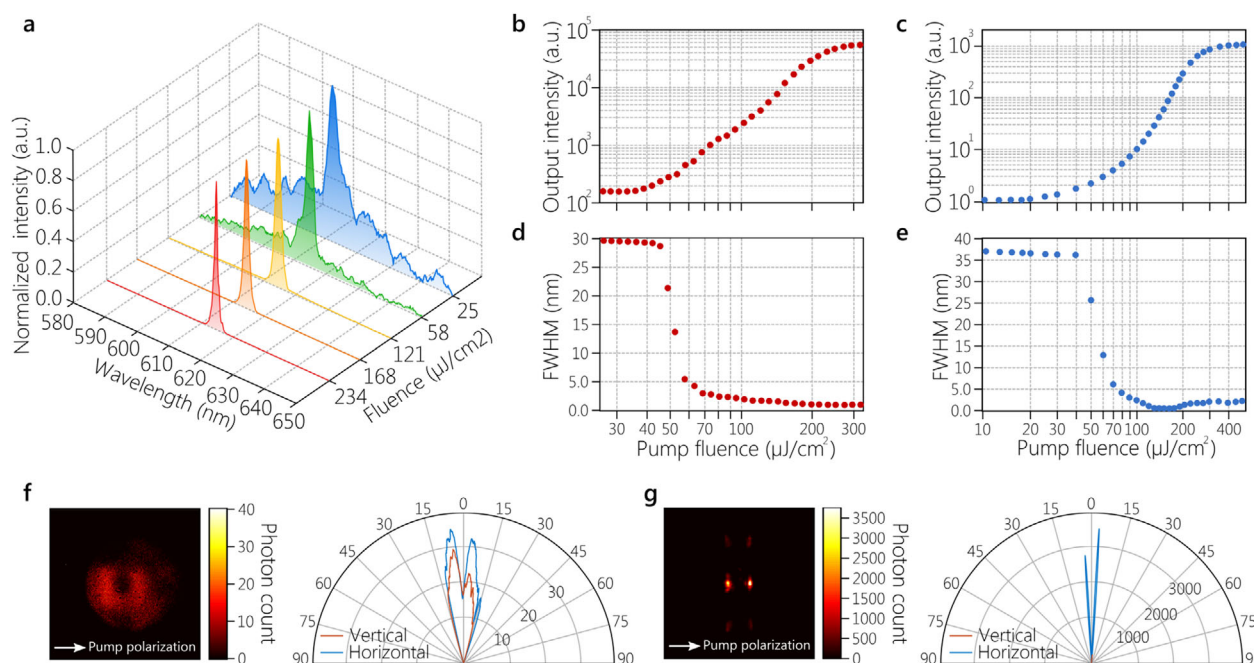 a
Normalized intensity (a.u.)
1.0
0.8
0.6
0.4
0.2
0.0
580
590
600
610
620
630
640
650
Wavelength (nm)
234
168
121
58
25
Fluence (µJ/cm2)
b
Output intensity (a.u.)
10^5
10^4
10^3
10^2
c
Output intensity (a.u.)
10^3
10^2
10^1
10^0
d
FWHM (nm)
30
25
20
15
10
5.0
0.0
30 40 50 70 100 200 300
Pump fluence (µJ/cm²)
e
FWHM (nm)
40
35
30
25
20
15
10
5.0
0.0
10 20 30 40 50 70 100 200 400
Pump fluence (µJ/cm²)
f
Pump polarization
40
30
20
10
0
Photon count
90 75 60 45 30 15 0 15 30 45 60 75 90
10 20 30
Vertical
Horizontal
g
Pump polarization
3500
3000
2500
2000
1500
1000
500
0
Photon count
90 75 60 45 30 15 0 15 30 45 60 75 90
1000 2000 3000
Vertical
Horizontal